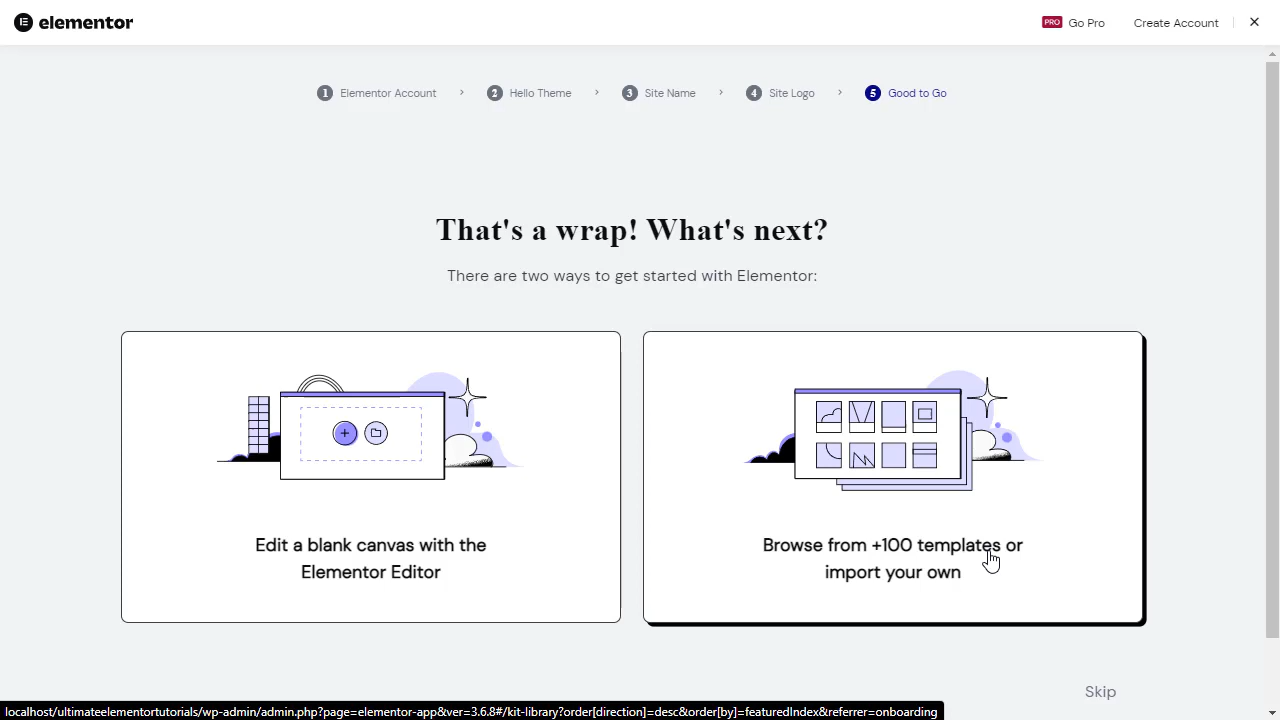 elementor
PRO Go Pro Create Account
1 Elementor Account > 2 Hello Theme > 3 Site Name > 4 Site Logo > 5 Good to Go
That's a wrap! What's next?
There are two ways to get started with Elementor:
Edit a blank canvas with the
Elementor Editor
Browse from +100 templates or
import your own
Skip
localhost/ultimateelementortutorials/wp-admin/admin.php?page=elementor-app&ver=3.6.8#/kit-library?order[direction]=desc&order[by]=featuredIndex&referrer=onboarding